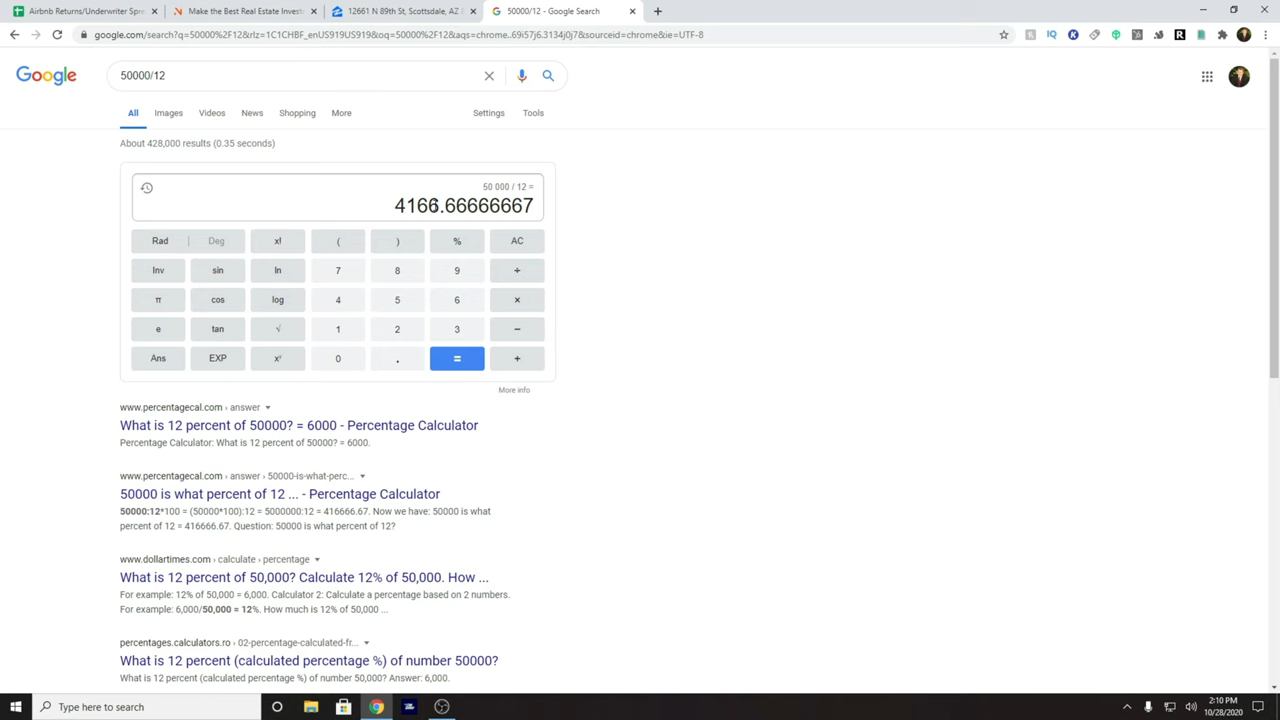 Airbnb Returns/Underwriter Spre
Make the Best Real Estate Invest
12661 N 89th St, Scottsdale, AZ 8
50000/12 - Google Search
google.com/search?q=50000%2F12&rlz=1C1CHBF_enUS919US919&oq=50000%2F12&aqs=chrome..69i57j6.3134j0j7&sourceid=chrome&ie=UTF-8
Google
50000/12
All Images Videos News Shopping More Settings Tools
About 428,000 results (0.35 seconds)
50 000 / 12 =
4166.66666667
Rad Deg x! ( ) % AC
Inv sin ln 7 8 9 ÷
π cos log 4 5 6 ×
e tan √ 1 2 3 −
Ans EXP xʸ 0 . = +
More info
www.percentagecal.com › answer
What is 12 percent of 50000? = 6000 - Percentage Calculator
Percentage Calculator: What is 12 percent of 50000? = 6000.
www.percentagecal.com › answer › 50000-is-what-perc...
50000 is what percent of 12 ... - Percentage Calculator
50000:12*100 = (50000*100):12 = 5000000:12 = 416666.67. Now we have: 50000 is what
percent of 12 = 416666.67. Question: 50000 is what percent of 12?
www.dollartimes.com › calculate › percentage
What is 12 percent of 50,000? Calculate 12% of 50,000. How ...
For example: 12% of 50,000 = 6,000. Calculator 2: Calculate a percentage based on 2 numbers.
For example: 6,000/50,000 = 12%. How much is 12% of 50,000 ...
percentages.calculators.ro › 02-percentage-calculated-fr...
What is 12 percent (calculated percentage %) of number 50000?
What is 12 percent (calculated percentage %) of number 50,000? Answer: 6,000.
Type here to search
2:10 PM
10/28/2020